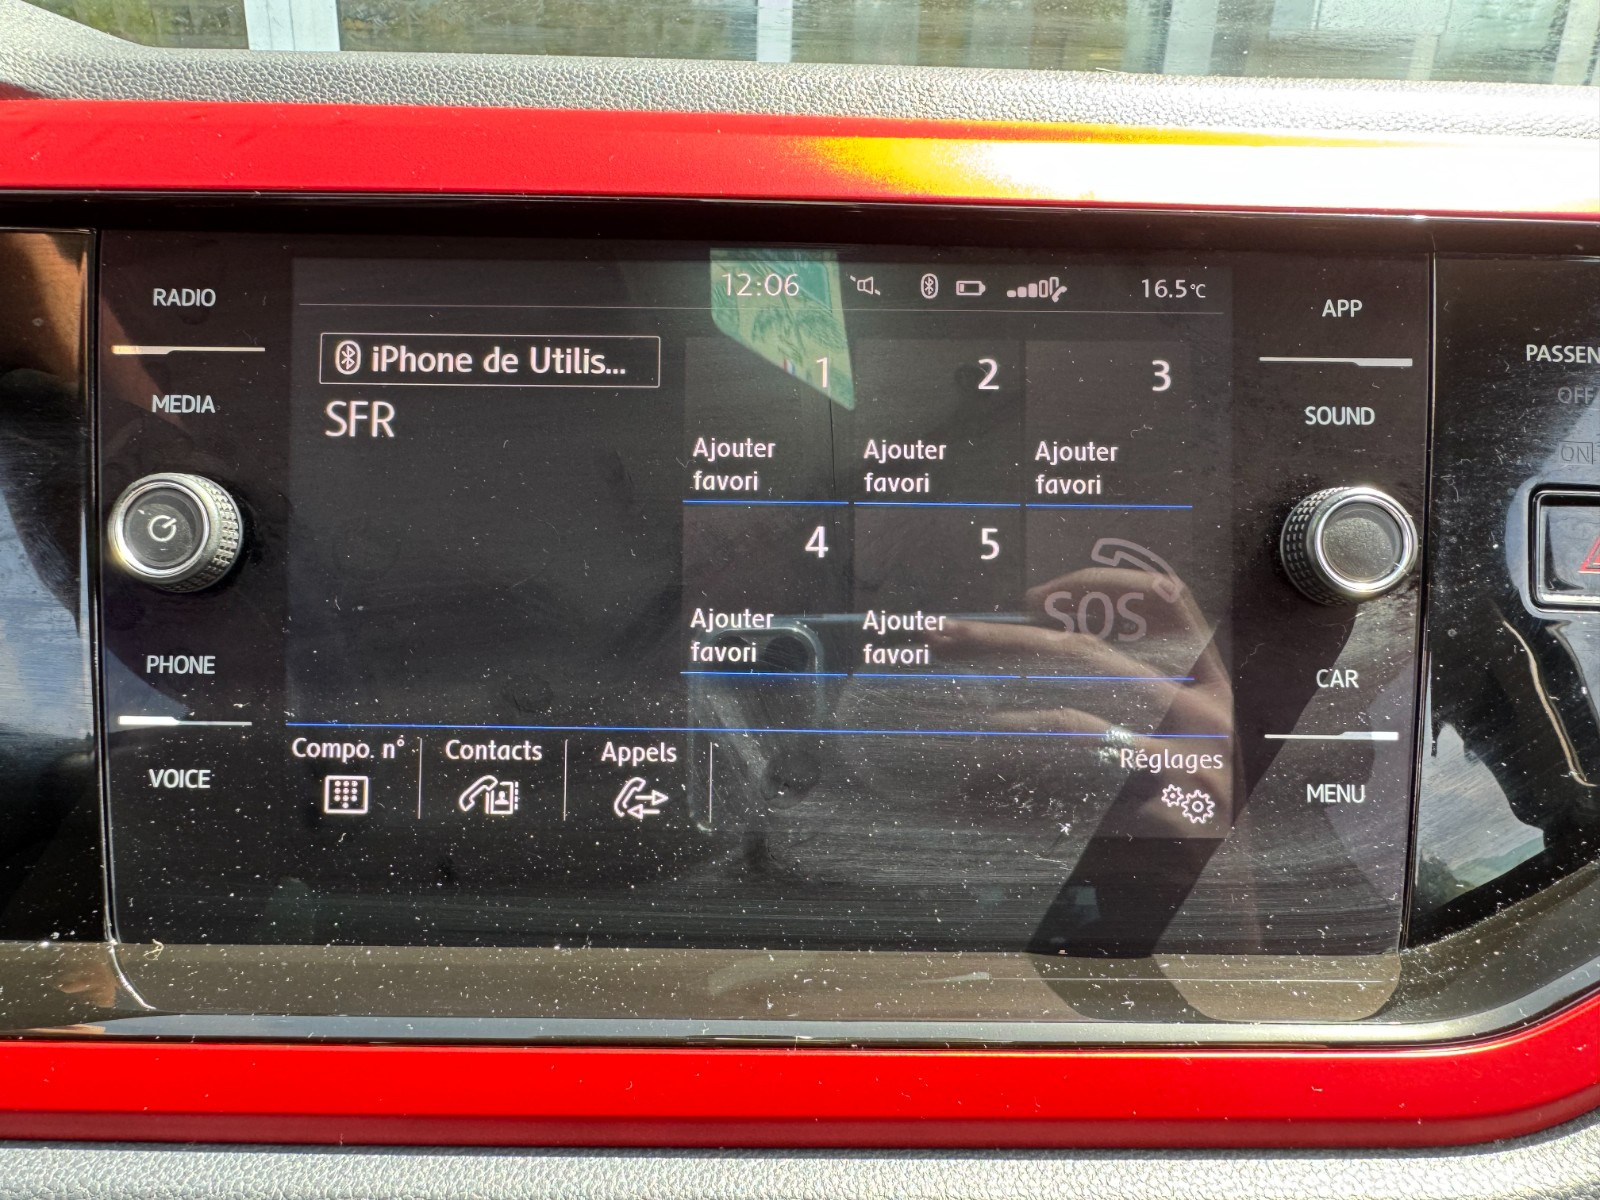 12:06
16.5°C
RADIO
MEDIA
PHONE
VOICE
iPhone de Utilis...
SFR
1
Ajouter
favori
2
Ajouter
favori
3
Ajouter
favori
4
Ajouter
favori
5
Ajouter
favori
SOS
Compo. n°
Contacts
Appels
Réglages
APP
SOUND
CAR
MENU
PASSEN
OFF
ON